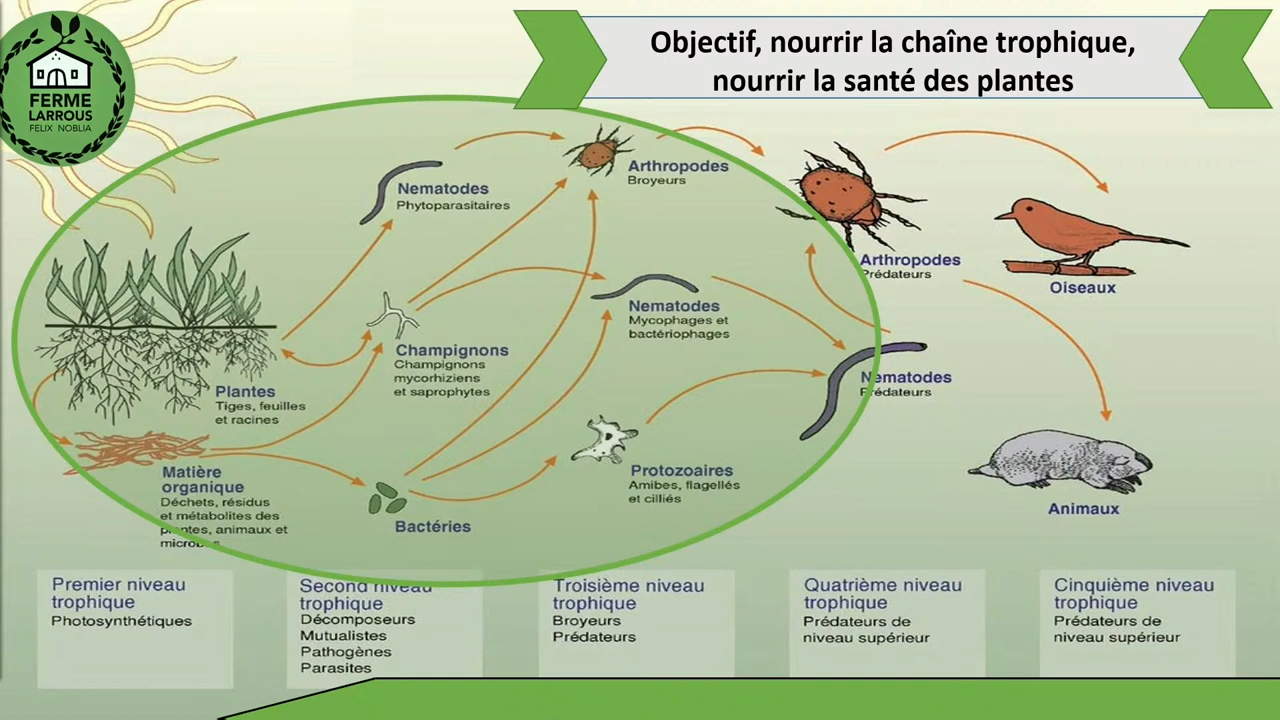 FERME
LARROUS
FELIX NOBLIA
Objectif, nourrir la chaîne trophique,
nourrir la santé des plantes
Nematodes
Phytoparasitaires
Arthropodes
Broyeurs
Arthropodes
Prédateurs
Oiseaux
Nematodes
Mycophages et
bactériophages
Champignons
Champignons
mycorhiziens
et saprophytes
Plantes
Tiges, feuilles
et racines
Nematodes
Prédateurs
Matière
organique
Déchets, résidus
et métabolites des
plantes, animaux et
microbes
Bactéries
Protozoaires
Amibes, flagellés
et cilliés
Animaux
Premier niveau
trophique
Photosynthétiques
Second niveau
trophique
Décomposeurs
Mutualistes
Pathogènes
Parasites
Troisième niveau
trophique
Broyeurs
Prédateurs
Quatrième niveau
trophique
Prédateurs de
niveau supérieur
Cinquième niveau
trophique
Prédateurs de
niveau supérieur